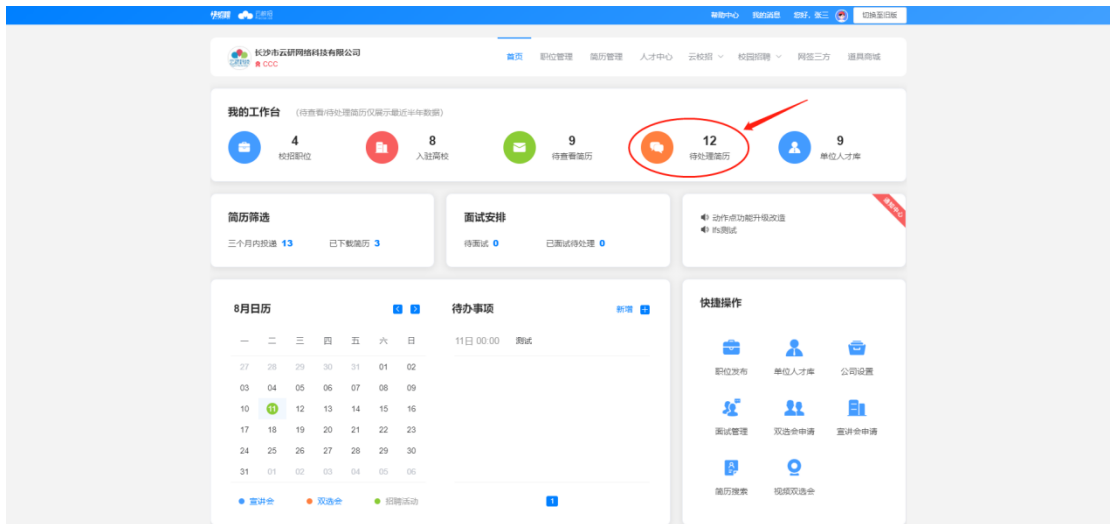 快招 云校招
帮助中心 我的消息 您好，张三 切换至旧版
长沙市云研网络科技有限公司
CCC
首页 职位管理 简历管理 人才中心 云校招 校园招聘 网签三方 道具商城
我的工作台 (待查看/待处理简历仅展示最近半年数据)
4 校招职位
8 入驻高校
9 待查看简历
12 待处理简历
9 单位人才库
简历筛选
三个月内投递 13 已下载简历 3
面试安排
待面试 0 已面试待处理 0
通知中心
动作点功能升级改造
ifs测试
8月日历
一 二 三 四 五 六 日
27 28 29 30 31 01 02
03 04 05 06 07 08 09
10 11 12 13 14 15 16
17 18 19 20 21 22 23
24 25 26 27 28 29 30
31 01 02 03 04 05 06
宣讲会 双选会 招聘活动
待办事项 新增
11日 00:00 测试
1
快捷操作
职位发布 单位人才库 公司设置
面试管理 双选会申请 宣讲会申请
简历搜索 视频双选会